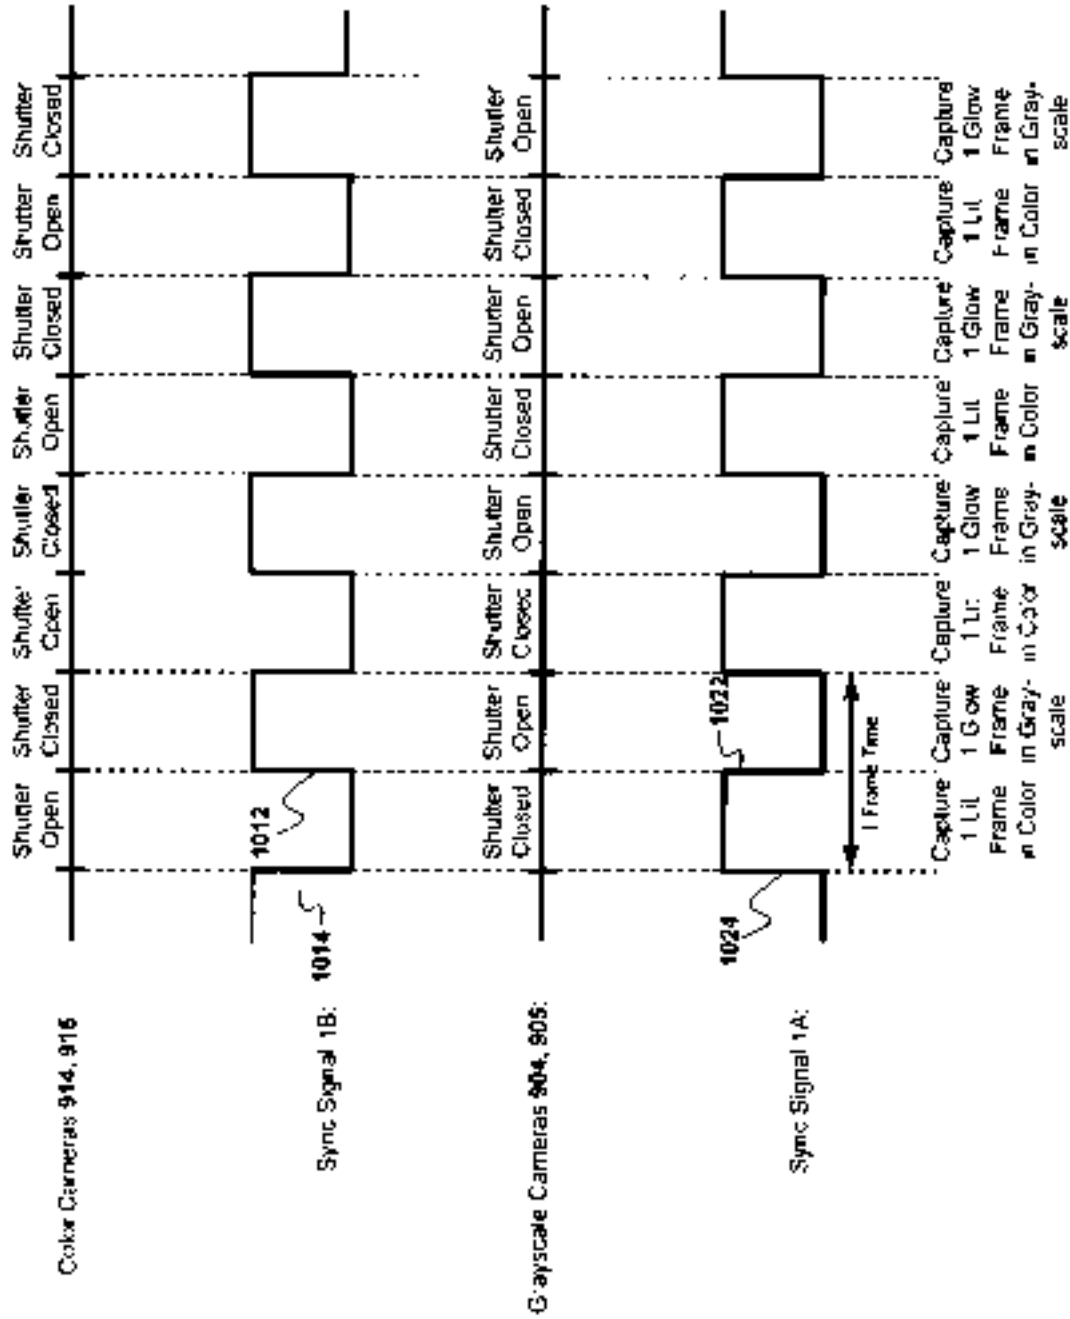 Shutter Open
Shutter Closed
Shutter Open
Shutter Closed
Shutter Open
Shutter Closed
Shutter Open
Shutter Closed
Color Cameras 914, 915
1012
1014
Sync Signal 1B:
Shutter Closed
Shutter Open
Shutter Closed
Shutter Open
Shutter Closed
Shutter Open
Shutter Closed
Shutter Open
Grayscale Cameras 904, 905:
1022
1024
Sync Signal 1A:
1 Frame Time
Capture
1 Lit
Frame
in Color
Capture
1 Glow
Frame
in Gray-
scale
Capture
1 Lit
Frame
in Color
Capture
1 Glow
Frame
in Gray-
scale
Capture
1 Lit
Frame
in Color
Capture
1 Glow
Frame
in Gray-
scale
Capture
1 Lit
Frame
in Color
Capture
1 Glow
Frame
in Gray-
scale